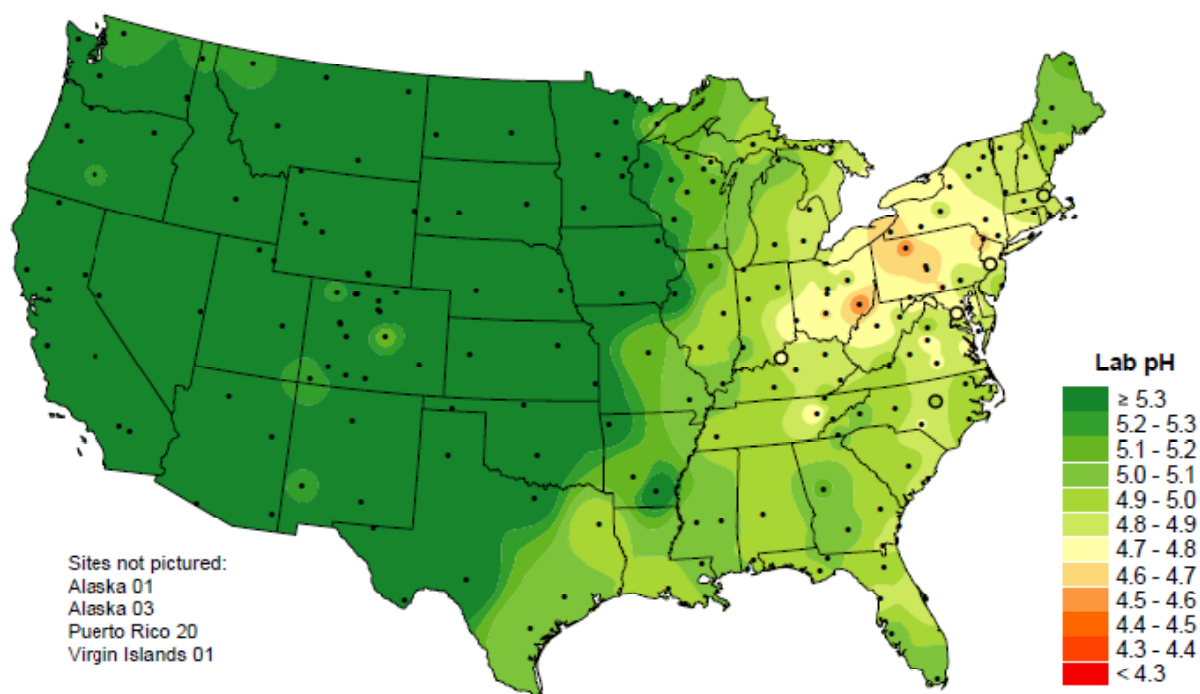 Lab pH
≥ 5.3
5.2 - 5.3
5.1 - 5.2
5.0 - 5.1
4.9 - 5.0
4.8 - 4.9
4.7 - 4.8
4.6 - 4.7
4.5 - 4.6
4.4 - 4.5
4.3 - 4.4
< 4.3
Sites not pictured:
Alaska 01
Alaska 03
Puerto Rico 20
Virgin Islands 01